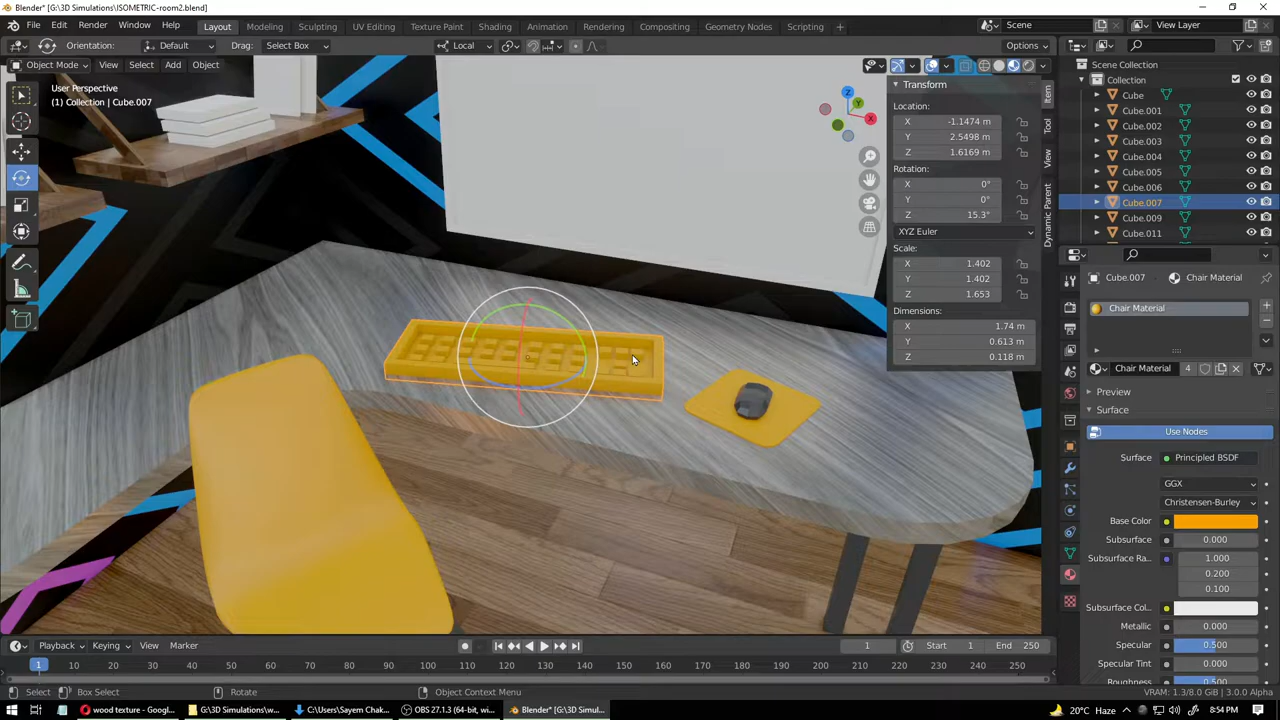 Blender* [G:\3D Simulations\ISOMETRIC-room2.blend]
File Edit Render Window Help Layout Modeling Sculpting UV Editing Texture Paint Shading Animation Rendering Compositing Geometry Nodes Scripting + Scene View Layer
Orientation: Default Drag: Select Box Local Options
Object Mode View Select Add Object
User Perspective
(1) Collection | Cube.007
Z
Y
X
Transform
Location:
X -1.1474 m
Y 2.5498 m
Z 1.6169 m
Rotation:
X 0°
Y 0°
Z 15.3°
XYZ Euler
Scale:
X 1.402
Y 1.402
Z 1.653
Dimensions:
X 1.74 m
Y 0.613 m
Z 0.118 m
Item
Tool
View
Dynamic Parent
Scene Collection
Collection
Cube
Cube.001
Cube.002
Cube.003
Cube.004
Cube.005
Cube.006
Cube.007
Cube.009
Cube.011
Cube.007 Chair Material
Chair Material
Chair Material 4
Preview
Surface
Use Nodes
Surface Principled BSDF
GGX
Christensen-Burley
Base Color
Subsurface 0.000
Subsurface Ra... 1.000
0.200
0.100
Subsurface Col...
Metallic 0.000
Specular 0.500
Specular Tint 0.000
Roughness 0.500
Playback Keying View Marker 1 Start 1 End 250
1 10 20 30 40 50 60 70 80 90 100 110 120 130 140 150 160 170 180 190 200 210 220 230 240 250
Select Box Select Rotate Object Context Menu VRAM: 1.3/8.0 GiB | 3.0.0 Alpha
wood texture - Googl... G:\3D Simulations\w... C:\Users\Sayem Chak... OBS 27.1.3 (64-bit, wi... Blender* [G:\3D Simul... 20°C Haze 8:54 PM